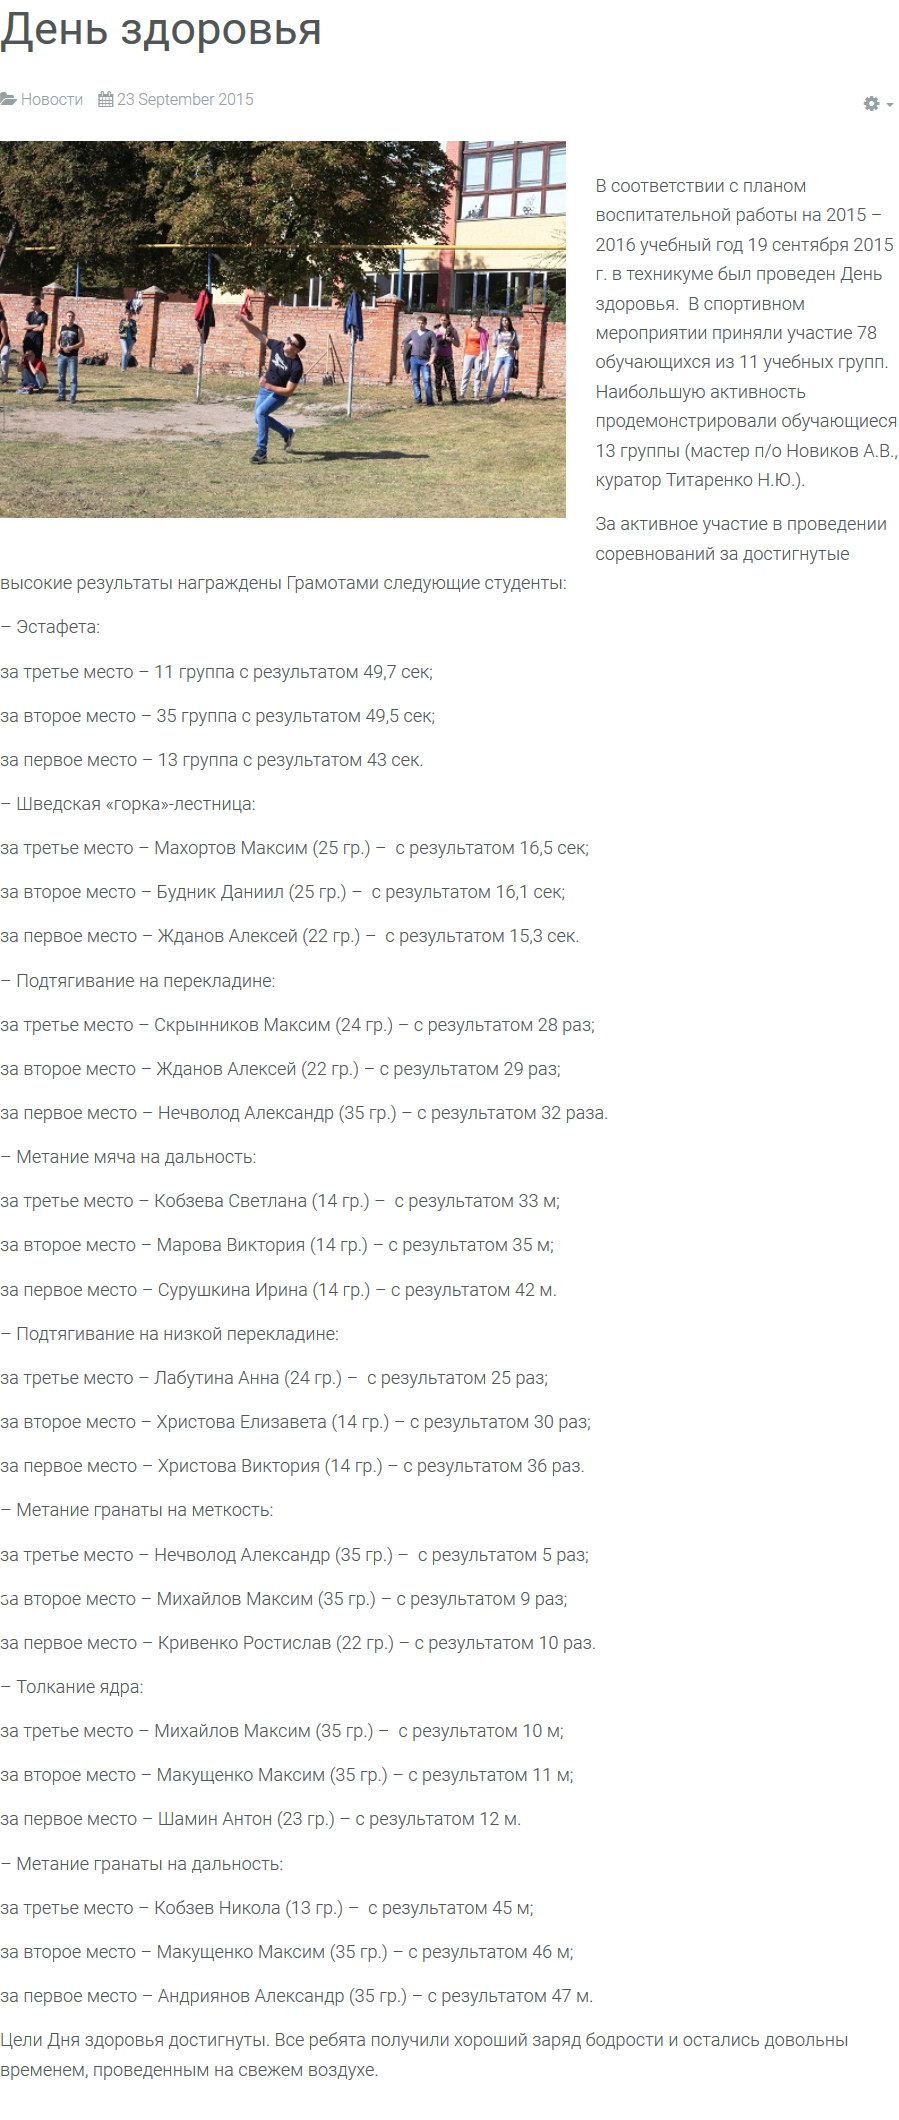 День здоровья
Новости 23 September 2015
В соответствии с планом
воспитательной работы на 2015 –
2016 учебный год 19 сентября 2015
г. в техникуме был проведен День
здоровья. В спортивном
мероприятии приняли участие 78
обучающихся из 11 учебных групп.
Наибольшую активность
продемонстрировали обучающиеся
13 группы (мастер п/о Новиков А.В.,
куратор Титаренко Н.Ю.).
За активное участие в проведении
соревнований за достигнутые
высокие результаты награждены Грамотами следующие студенты:
– Эстафета:
за третье место – 11 группа с результатом 49,7 сек;
за второе место – 35 группа с результатом 49,5 сек;
за первое место – 13 группа с результатом 43 сек.
– Шведская «горка»-лестница:
за третье место – Махортов Максим (25 гр.) – с результатом 16,5 сек;
за второе место – Будник Даниил (25 гр.) – с результатом 16,1 сек;
за первое место – Жданов Алексей (22 гр.) – с результатом 15,3 сек.
– Подтягивание на перекладине:
за третье место – Скрынников Максим (24 гр.) – с результатом 28 раз;
за второе место – Жданов Алексей (22 гр.) – с результатом 29 раз;
за первое место – Нечволод Александр (35 гр.) – с результатом 32 раза.
– Метание мяча на дальность:
за третье место – Кобзева Светлана (14 гр.) – с результатом 33 м;
за второе место – Марова Виктория (14 гр.) – с результатом 35 м;
за первое место – Сурушкина Ирина (14 гр.) – с результатом 42 м.
– Подтягивание на низкой перекладине:
за третье место – Лабутина Анна (24 гр.) – с результатом 25 раз;
за второе место – Христова Елизавета (14 гр.) – с результатом 30 раз;
за первое место – Христова Виктория (14 гр.) – с результатом 36 раз.
– Метание гранаты на меткость:
за третье место – Нечволод Александр (35 гр.) – с результатом 5 раз;
за второе место – Михайлов Максим (35 гр.) – с результатом 9 раз;
за первое место – Кривенко Ростислав (22 гр.) – с результатом 10 раз.
– Толкание ядра:
за третье место – Михайлов Максим (35 гр.) – с результатом 10 м;
за второе место – Макущенко Максим (35 гр.) – с результатом 11 м;
за первое место – Шамин Антон (23 гр.) – с результатом 12 м.
– Метание гранаты на дальность:
за третье место – Кобзев Никола (13 гр.) – с результатом 45 м;
за второе место – Макущенко Максим (35 гр.) – с результатом 46 м;
за первое место – Андриянов Александр (35 гр.) – с результатом 47 м.
Цели Дня здоровья достигнуты. Все ребята получили хороший заряд бодрости и остались довольны
временем, проведенным на свежем воздухе.